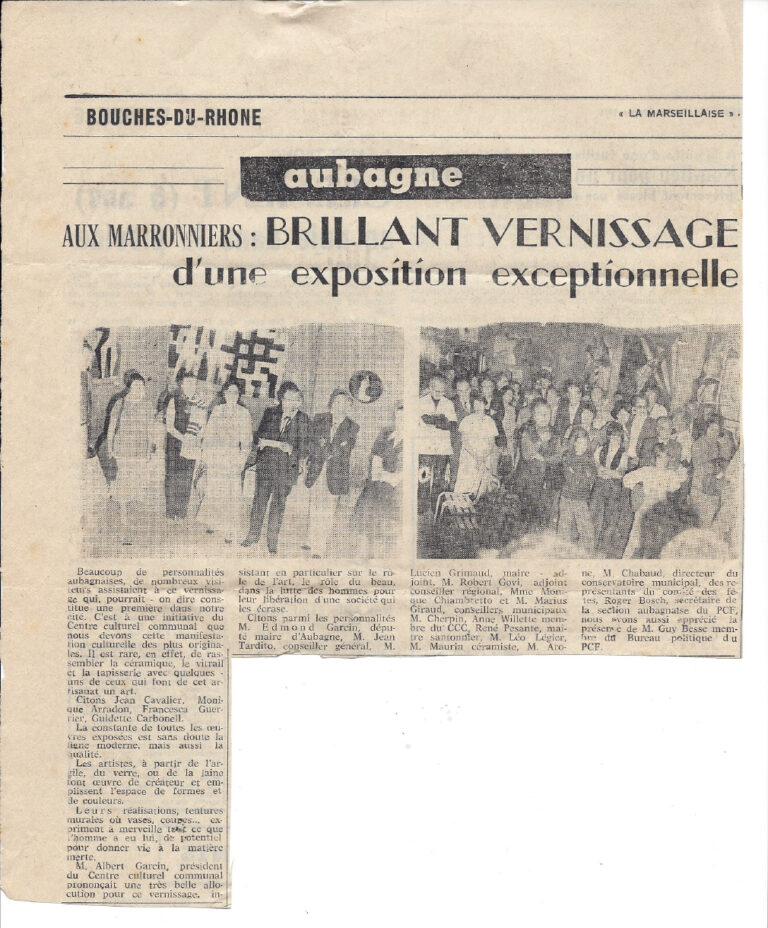 BOUCHES-DU-RHONE
« LA MARSEILLAISE » -
aubagne
AUX MARRONNIERS : BRILLANT VERNISSAGE
d'une exposition exceptionnelle
Beaucoup de personnalités
aubagnaises, de nombreux visi-
teurs assistaient à ce vernissa-
ge qui, pourrait - on dire cons-
titue une première dans notre
cité. C'est à une initiative du
Centre culturel communal que
nous devons cette manifesta-
tion culturelle des plus origina-
les. Il est rare, en effet, de ras-
sembler la céramique, le vitrail
et la tapisserie avec quelques -
uns de ceux qui font de cet ar-
tisanat un art.
Citons Jean Cavalier, Moni-
que Arradon, Francesca Guer-
rier, Guidette Carbonell.
La constante de toutes les œu-
vres exposées est sans doute la
ligne moderne, mais aussi la
qualité.
Les artistes, à partir de l'ar-
gile, du verre, ou de la laine
font œuvre de créateur et em-
plissent l'espace de formes et
de couleurs.
Leurs réalisations, tentures
murales où vases, coupes... ex-
priment à merveille tout ce que
l'homme a eu lui, de potentiel
pour donner vie à la matière
inerte.
M. Albert Garcin, président
du Centre culturel communal
prononçait une très belle allo-
cution pour ce vernissage, in-
sistant en particulier sur le ro-
le de l'art, le rôle du beau,
dans la lutte des hommes pour
leur libération d'une société qui
les écrase.
Citons parmi les personnalités
M. Edmond Garcin, dépu-
té maire d'Aubagne, M. Jean
Tardito, conseiller général, M.
Lucien Grimaud, maire - ad-
joint, M. Robert Govi, adjoint
conseiller régional, Mme Moni-
que Chiambretto et M. Marius
Giraud, conseillers municipaux
M. Cherpin, Anne Willette mem-
bre du CCC, René Pesante, maî-
tre santonnier, M. Léo Légier,
M. Maurin céramiste, M. Aro-
ne, M. Chabaud, directeur du
conservatoire municipal, des re-
présentants du comité des fê-
tes, Roger Bosch, secrétaire de
la section aubagnaise du PCF,
nous avons aussi apprécié la
présence de M. Guy Besse mem-
bre du Bureau politique du
PCF.